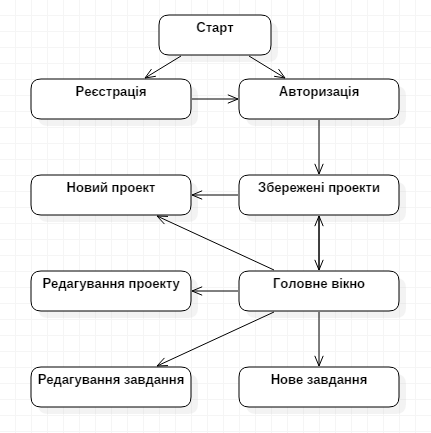 Старт
Реєстрація
Авторизація
Новий проект
Збережені проекти
Редагування проекту
Головне вікно
Редагування завдання
Нове завдання